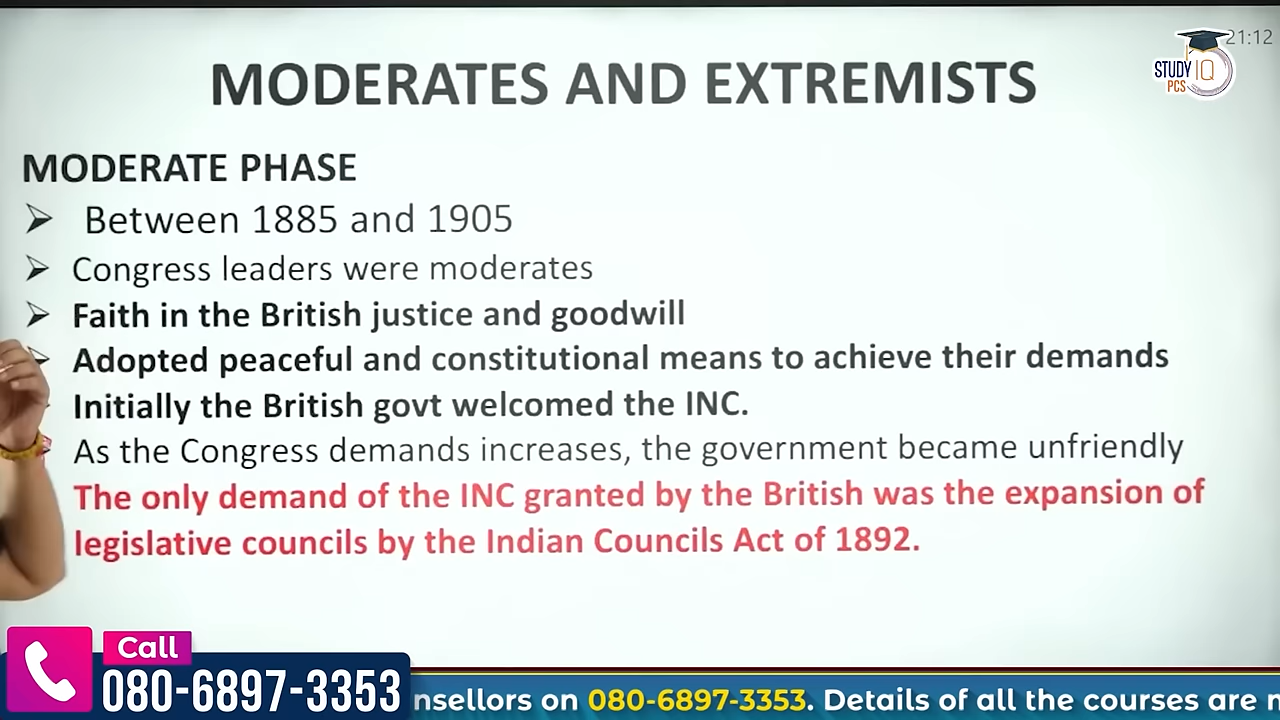 21:12
STUDY IQ
PCS
MODERATES AND EXTREMISTS
MODERATE PHASE
Between 1885 and 1905
Congress leaders were moderates
Faith in the British justice and goodwill
Adopted peaceful and constitutional means to achieve their demands
Initially the British govt welcomed the INC.
As the Congress demands increases, the government became unfriendly
The only demand of the INC granted by the British was the expansion of
legislative councils by the Indian Councils Act of 1892.
Call
080-6897-3353
nsellors on 080-6897-3353. Details of all the courses are